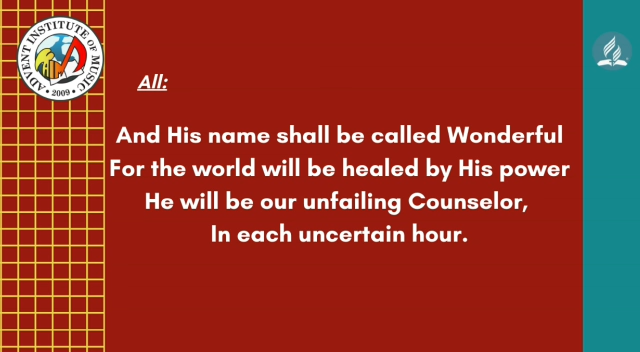 ADVENT INSTITUTE OF MUSIC
• 2009 •
All:
And His name shall be called Wonderful
For the world will be healed by His power
He will be our unfailing Counselor,
In each uncertain hour.